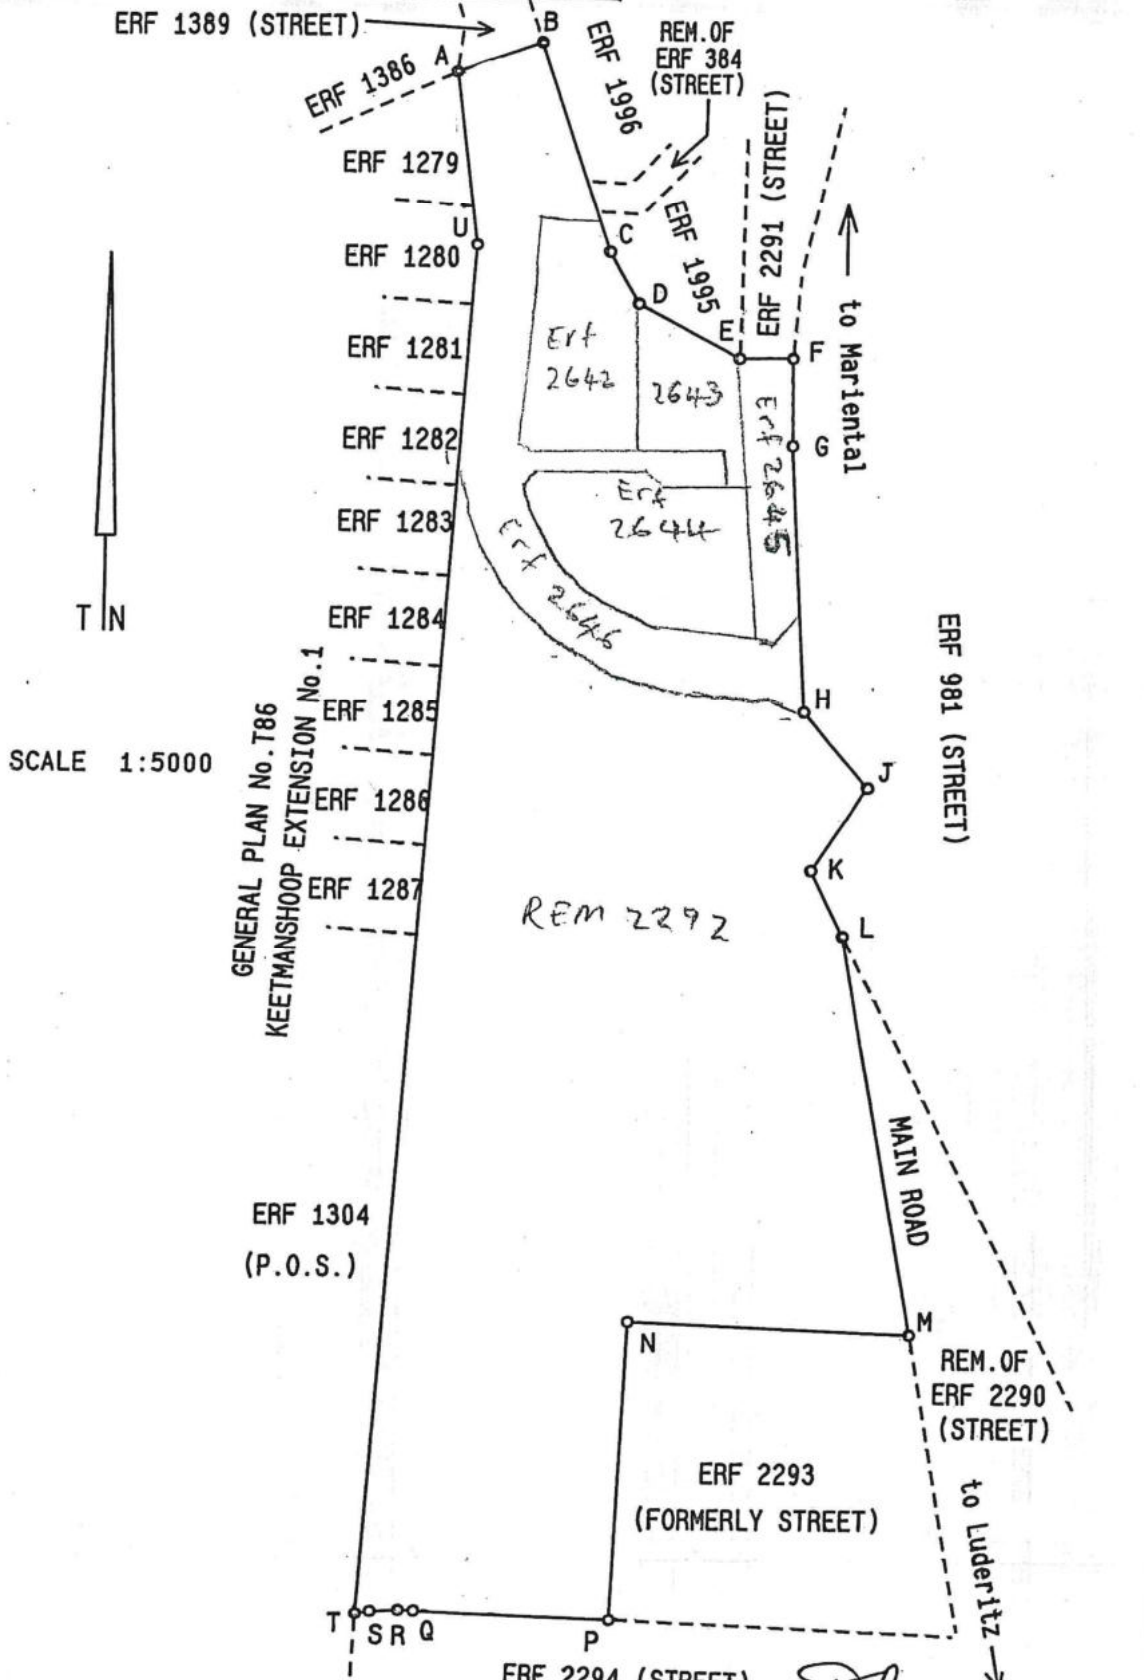 ERF 1389 (STREET)
A
B
ERF 1386
ERF 1996
REM.OF
ERF 384
(STREET)
ERF 1279
U
ERF 1280
C
ERF 1995
D
E
ERF 2291 (STREET)
F
to Mariental
ERF 1281
Erf
2642
2643
Erf 2645
G
ERF 1282
Erf
2644
ERF 1283
Erf 2646
ERF 1284
T N
ERF 981 (STREET)
ERF 1285
H
SCALE 1:5000
GENERAL PLAN No.T86
KEETMANSHOOP EXTENSION No.1
J
ERF 1286
K
ERF 1287
REM 2292
L
MAIN ROAD
ERF 1304
(P.O.S.)
N
M
REM.OF
ERF 2290
(STREET)
ERF 2293
(FORMERLY STREET)
to Luderitz
T
S
R
Q
P
ERF 2294 (STREET)